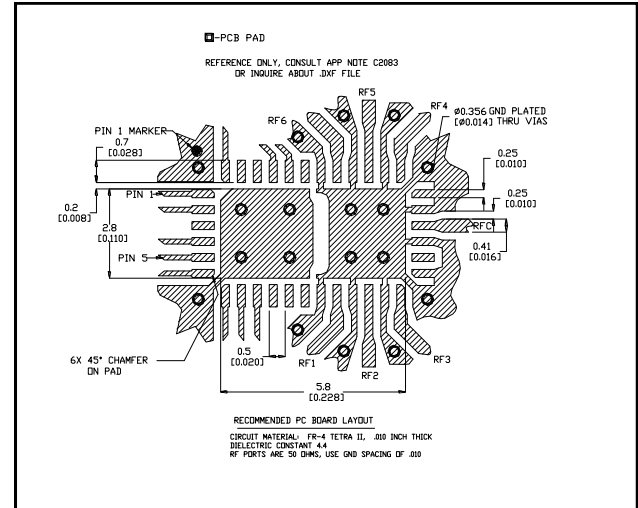 -PCB PAD
REFERENCE ONLY, CONSULT APP NOTE C2083
OR INQUIRE ABOUT .DXF FILE
RF5
RF6
RF4
Ø0.356 GND PLATED
[Ø0.014] THRU VIAS
PIN 1 MARKER
0.7
[0.028]
0.25
[0.010]
PIN 1
0.2
[0.008]
0.25
[0.010]
2.8
[0.110]
RFC
0.41
[0.016]
PIN 5
6X 45° CHAMFER
ON PAD
0.5
[0.020]
RF1
RF2
RF3
5.8
[0.228]
RECOMMENDED PC BOARD LAYOUT
CIRCUIT MATERIAL: FR-4 TETRA II, .010 INCH THICK
DIELECTRIC CONSTANT 4.4
RF PORTS ARE 50 OHMS, USE GND SPACING OF .010